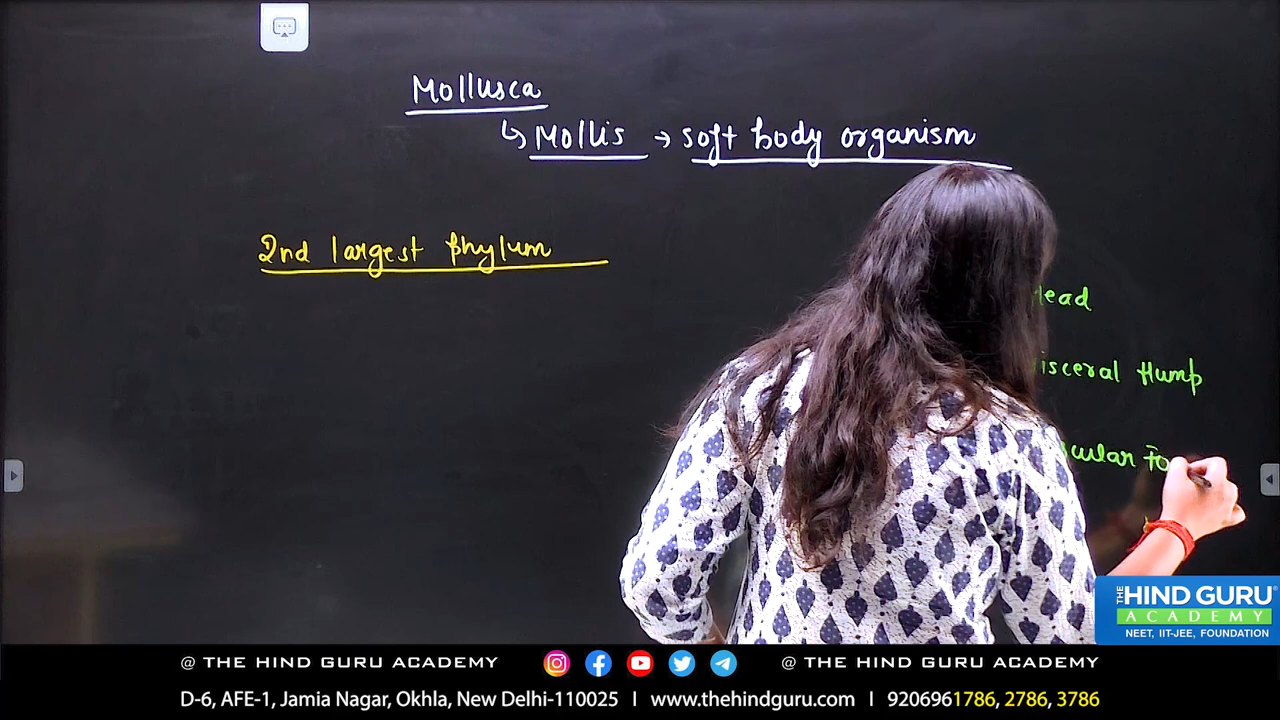 Mollusca
↳ Mollis → soft body organism
2nd largest phylum
Head
isceral Hump
cular Fo
THE HIND GURU
ACADEMY
NEET, IIT-JEE, FOUNDATION
@ THE HIND GURU ACADEMY @ THE HIND GURU ACADEMY
D-6, AFE-1, Jamia Nagar, Okhla, New Delhi-110025 | www.thehindguru.com | 9206961786, 2786, 3786